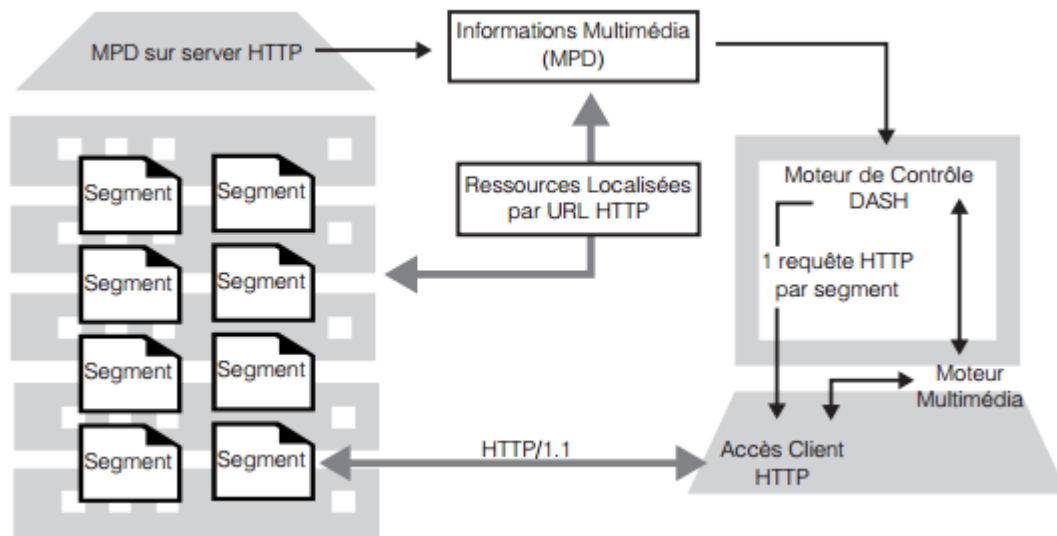 MPD sur server HTTP
Informations Multimédia
(MPD)
Ressources Localisées
par URL HTTP
Segment
Segment
Segment
Segment
Segment
Segment
Segment
Segment
HTTP/1.1
Moteur de Contrôle
DASH
1 requête HTTP
par segment
Moteur
Multimédia
Accès Client
HTTP